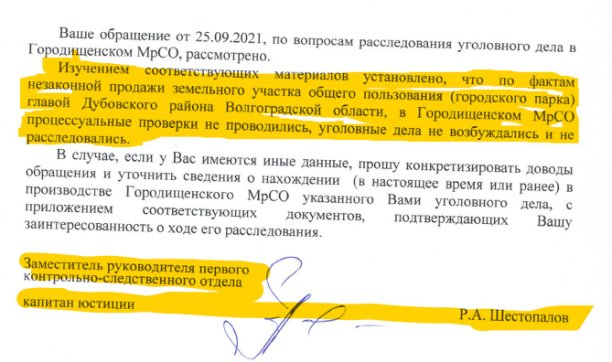 Ваше обращение от 25.09.2021, по вопросам расследования уголовного дела в
Городищенском МрСО, рассмотрено.
Изучением соответствующих материалов установлено, что по фактам
незаконной продажи земельного участка общего пользования (городского парка)
главой Дубовского района Волгоградской области, в Городищенском МрСО
процессуальные проверки не проводились, уголовные дела не возбуждались и не
расследовались.
В случае, если у Вас имеются иные данные, прошу конкретизировать доводы
обращения и уточнить сведения о нахождении (в настоящее время или ранее) в
производстве Городищенского МрСО указанного Вами уголовного дела, с
приложением соответствующих документов, подтверждающих Вашу
заинтересованность о ходе его расследования.
Заместитель руководителя первого
контрольно-следственного отдела
капитан юстиции Р.А. Шестопалов